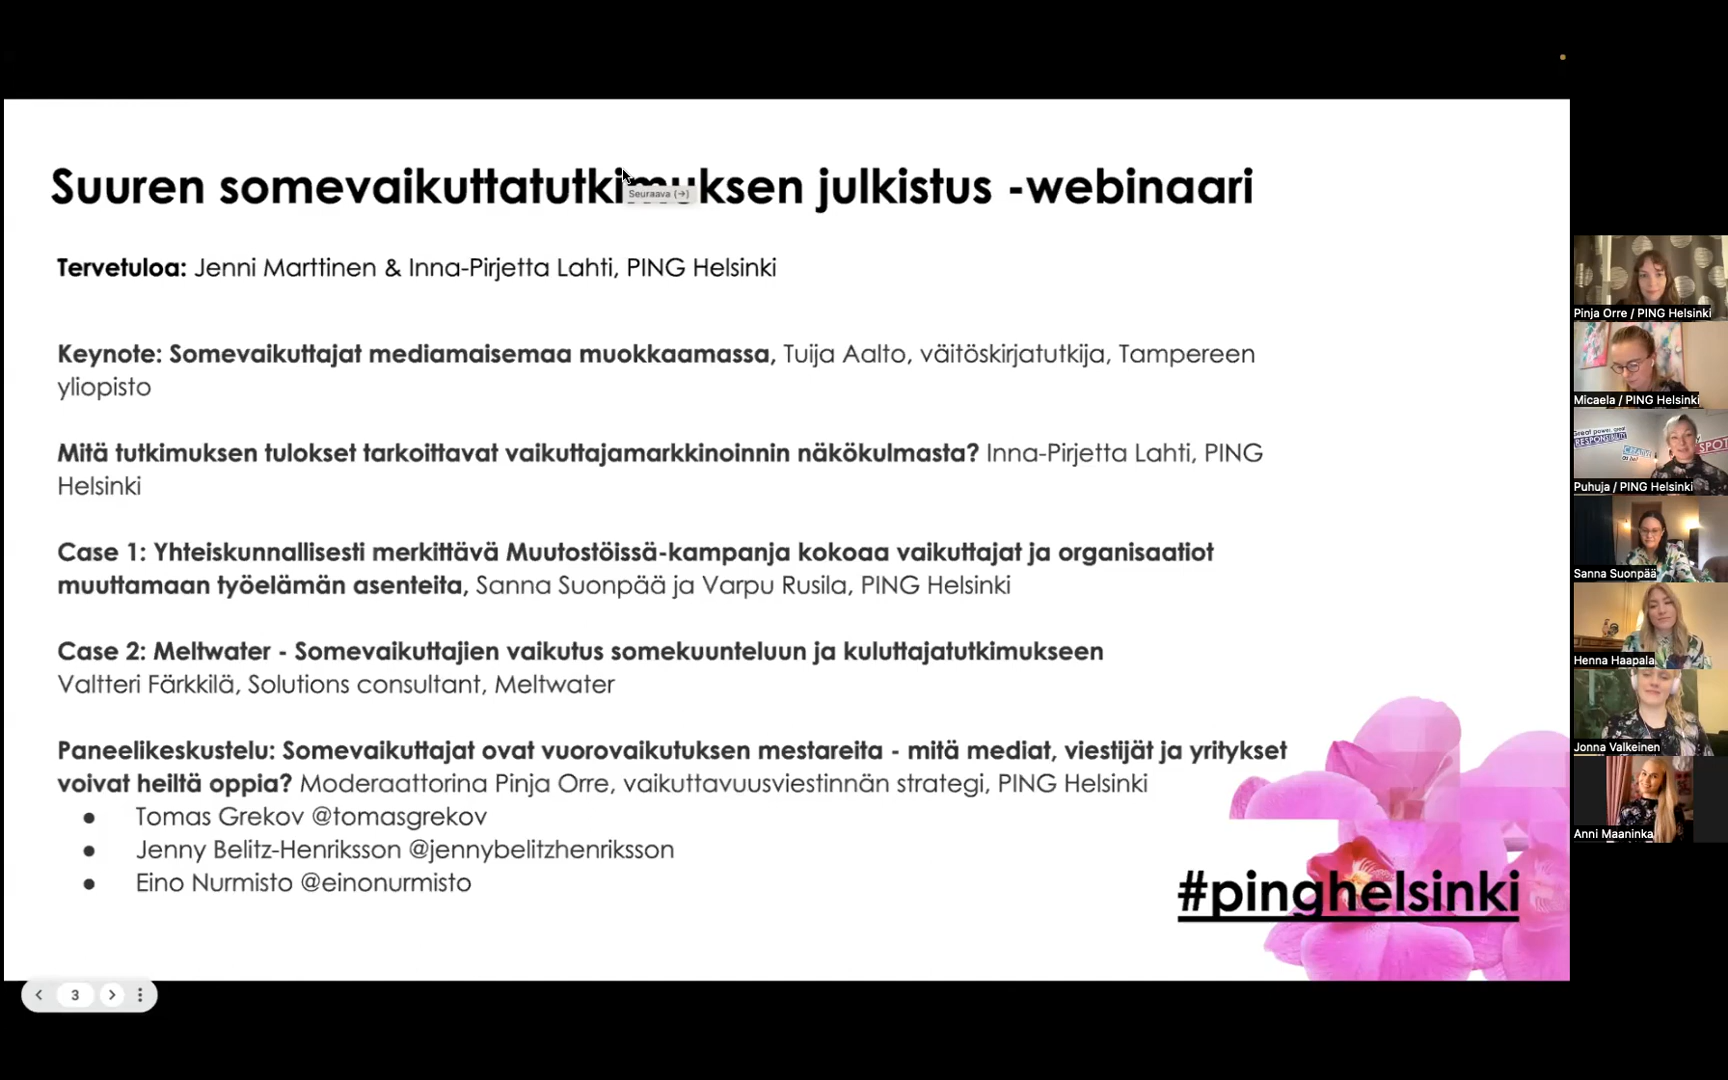 Suuren somevaikuttatutkimuksen julkistus -webinaari
Seuraava (→)
Tervetuloa: Jenni Marttinen & Inna-Pirjetta Lahti, PING Helsinki
Keynote: Somevaikuttajat mediamaisemaa muokkaamassa, Tuija Aalto, väitöskirjatutkija, Tampereen
yliopisto
Mitä tutkimuksen tulokset tarkoittavat vaikuttajamarkkinoinnin näkökulmasta? Inna-Pirjetta Lahti, PING
Helsinki
Case 1: Yhteiskunnallisesti merkittävä Muutostöissä-kampanja kokoaa vaikuttajat ja organisaatiot
muuttamaan työelämän asenteita, Sanna Suonpää ja Varpu Rusila, PING Helsinki
Case 2: Meltwater - Somevaikuttajien vaikutus somekuunteluun ja kuluttajatutkimukseen
Valtteri Färkkilä, Solutions consultant, Meltwater
Paneelikeskustelu: Somevaikuttajat ovat vuorovaikutuksen mestareita - mitä mediat, viestijät ja yritykset
voivat heiltä oppia? Moderaattorina Pinja Orre, vaikuttavuusviestinnän strategi, PING Helsinki
● Tomas Grekov @tomasgrekov
● Jenny Belitz-Henriksson @jennybelitzhenriksson
● Eino Nurmisto @einonurmisto
#pinghelsinki
3
Pinja Orre / PING Helsinki
Micaela / PING Helsinki
Great power, great
RESPONSIBILITY
CREATIVE
SPOT
Puhuja / PING Helsinki
Sanna Suonpää
Henna Haapala
Jonna Valkeinen
Anni Maaninka